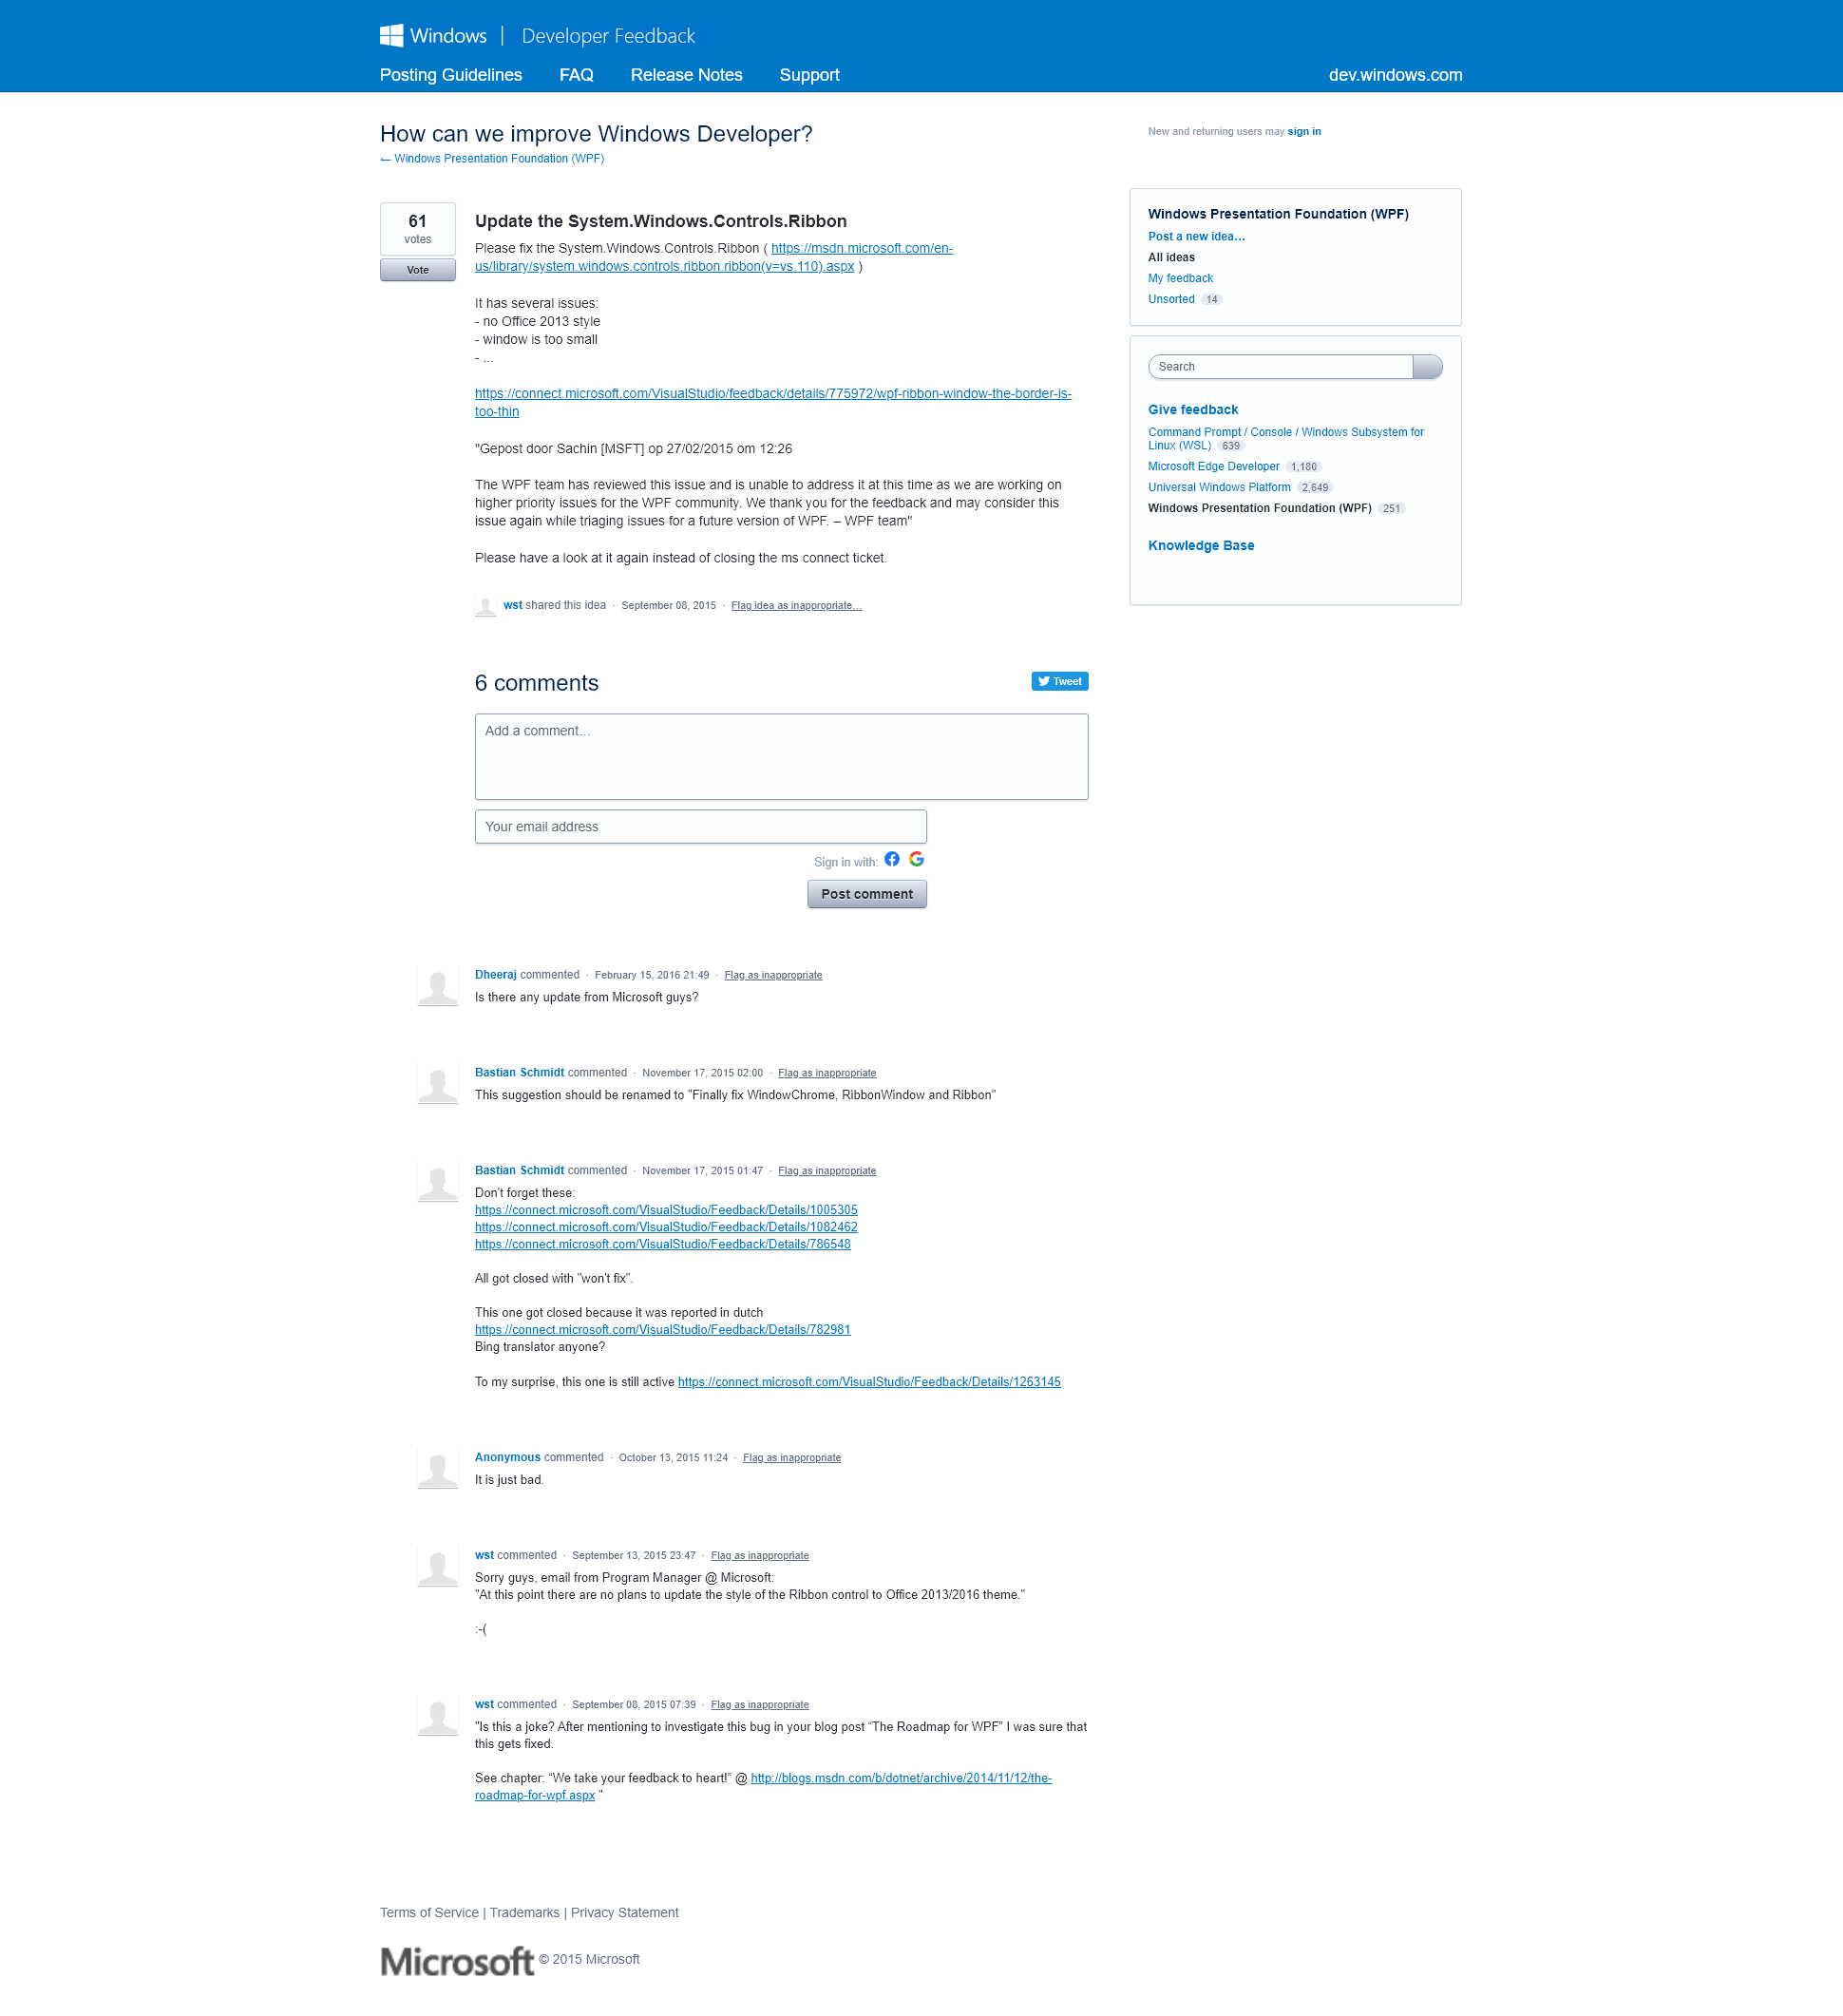 Windows | Developer Feedback
Posting Guidelines FAQ Release Notes Support dev.windows.com
How can we improve Windows Developer?
← Windows Presentation Foundation (WPF)
New and returning users may sign in
61
votes
Vote
Update the System.Windows.Controls.Ribbon
Please fix the System.Windows.Controls.Ribbon ( https://msdn.microsoft.com/en-
us/library/system.windows.controls.ribbon.ribbon(v=vs.110).aspx )
It has several issues:
- no Office 2013 style
- window is too small
- ...
https://connect.microsoft.com/VisualStudio/feedback/details/775972/wpf-ribbon-window-the-border-is-
too-thin
"Gepost door Sachin [MSFT] op 27/02/2015 om 12:26
The WPF team has reviewed this issue and is unable to address it at this time as we are working on
higher priority issues for the WPF community. We thank you for the feedback and may consider this
issue again while triaging issues for a future version of WPF. – WPF team"
Please have a look at it again instead of closing the ms connect ticket.
wst shared this idea · September 08, 2015 · Flag idea as inappropriate…
Windows Presentation Foundation (WPF)
Post a new idea…
All ideas
My feedback
Unsorted 14
Search
Give feedback
Command Prompt / Console / Windows Subsystem for
Linux (WSL) 639
Microsoft Edge Developer 1,180
Universal Windows Platform 2,649
Windows Presentation Foundation (WPF) 251
Knowledge Base
6 comments
Tweet
Add a comment…
Your email address
Sign in with:
Post comment
Dheeraj commented · February 15, 2016 21:49 · Flag as inappropriate
Is there any update from Microsoft guys?
Bastian Schmidt commented · November 17, 2015 02:00 · Flag as inappropriate
This suggestion should be renamed to "Finally fix WindowChrome, RibbonWindow and Ribbon"
Bastian Schmidt commented · November 17, 2015 01:47 · Flag as inappropriate
Don't forget these:
https://connect.microsoft.com/VisualStudio/Feedback/Details/1005305
https://connect.microsoft.com/VisualStudio/Feedback/Details/1082462
https://connect.microsoft.com/VisualStudio/Feedback/Details/786548
All got closed with "won't fix".
This one got closed because it was reported in dutch
https://connect.microsoft.com/VisualStudio/Feedback/Details/782981
Bing translator anyone?
To my surprise, this one is still active https://connect.microsoft.com/VisualStudio/Feedback/Details/1263145
Anonymous commented · October 13, 2015 11:24 · Flag as inappropriate
It is just bad.
wst commented · September 13, 2015 23:47 · Flag as inappropriate
Sorry guys, email from Program Manager @ Microsoft:
"At this point there are no plans to update the style of the Ribbon control to Office 2013/2016 theme."
:-(
wst commented · September 08, 2015 07:39 · Flag as inappropriate
"Is this a joke? After mentioning to investigate this bug in your blog post “The Roadmap for WPF” I was sure that
this gets fixed.
See chapter: “We take your feedback to heart!” @ http://blogs.msdn.com/b/dotnet/archive/2014/11/12/the-
roadmap-for-wpf.aspx "
Terms of Service | Trademarks | Privacy Statement
Microsoft © 2015 Microsoft